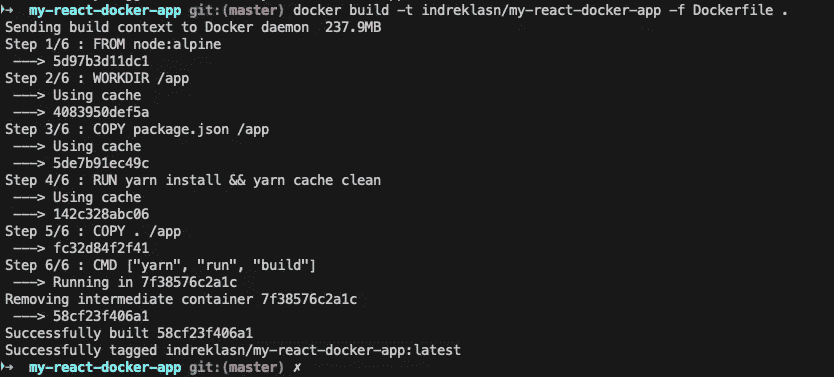 → my-react-docker-app git:(master) docker build -t indreklasn/my-react-docker-app -f Dockerfile .
Sending build context to Docker daemon  237.9MB
Step 1/6 : FROM node:alpine
 ---> 5d97b3d11dc1
Step 2/6 : WORKDIR /app
 ---> Using cache
 ---> 4083950def5a
Step 3/6 : COPY package.json /app
 ---> Using cache
 ---> 5de7b91ec49c
Step 4/6 : RUN yarn install && yarn cache clean
 ---> Using cache
 ---> 142c328abc06
Step 5/6 : COPY . /app
 ---> fc32d84f2f41
Step 6/6 : CMD ["yarn", "run", "build"]
 ---> Running in 7f38576c2a1c
Removing intermediate container 7f38576c2a1c
 ---> 58cf23f406a1
Successfully built 58cf23f406a1
Successfully tagged indreklasn/my-react-docker-app:latest
→ my-react-docker-app git:(master) ✗